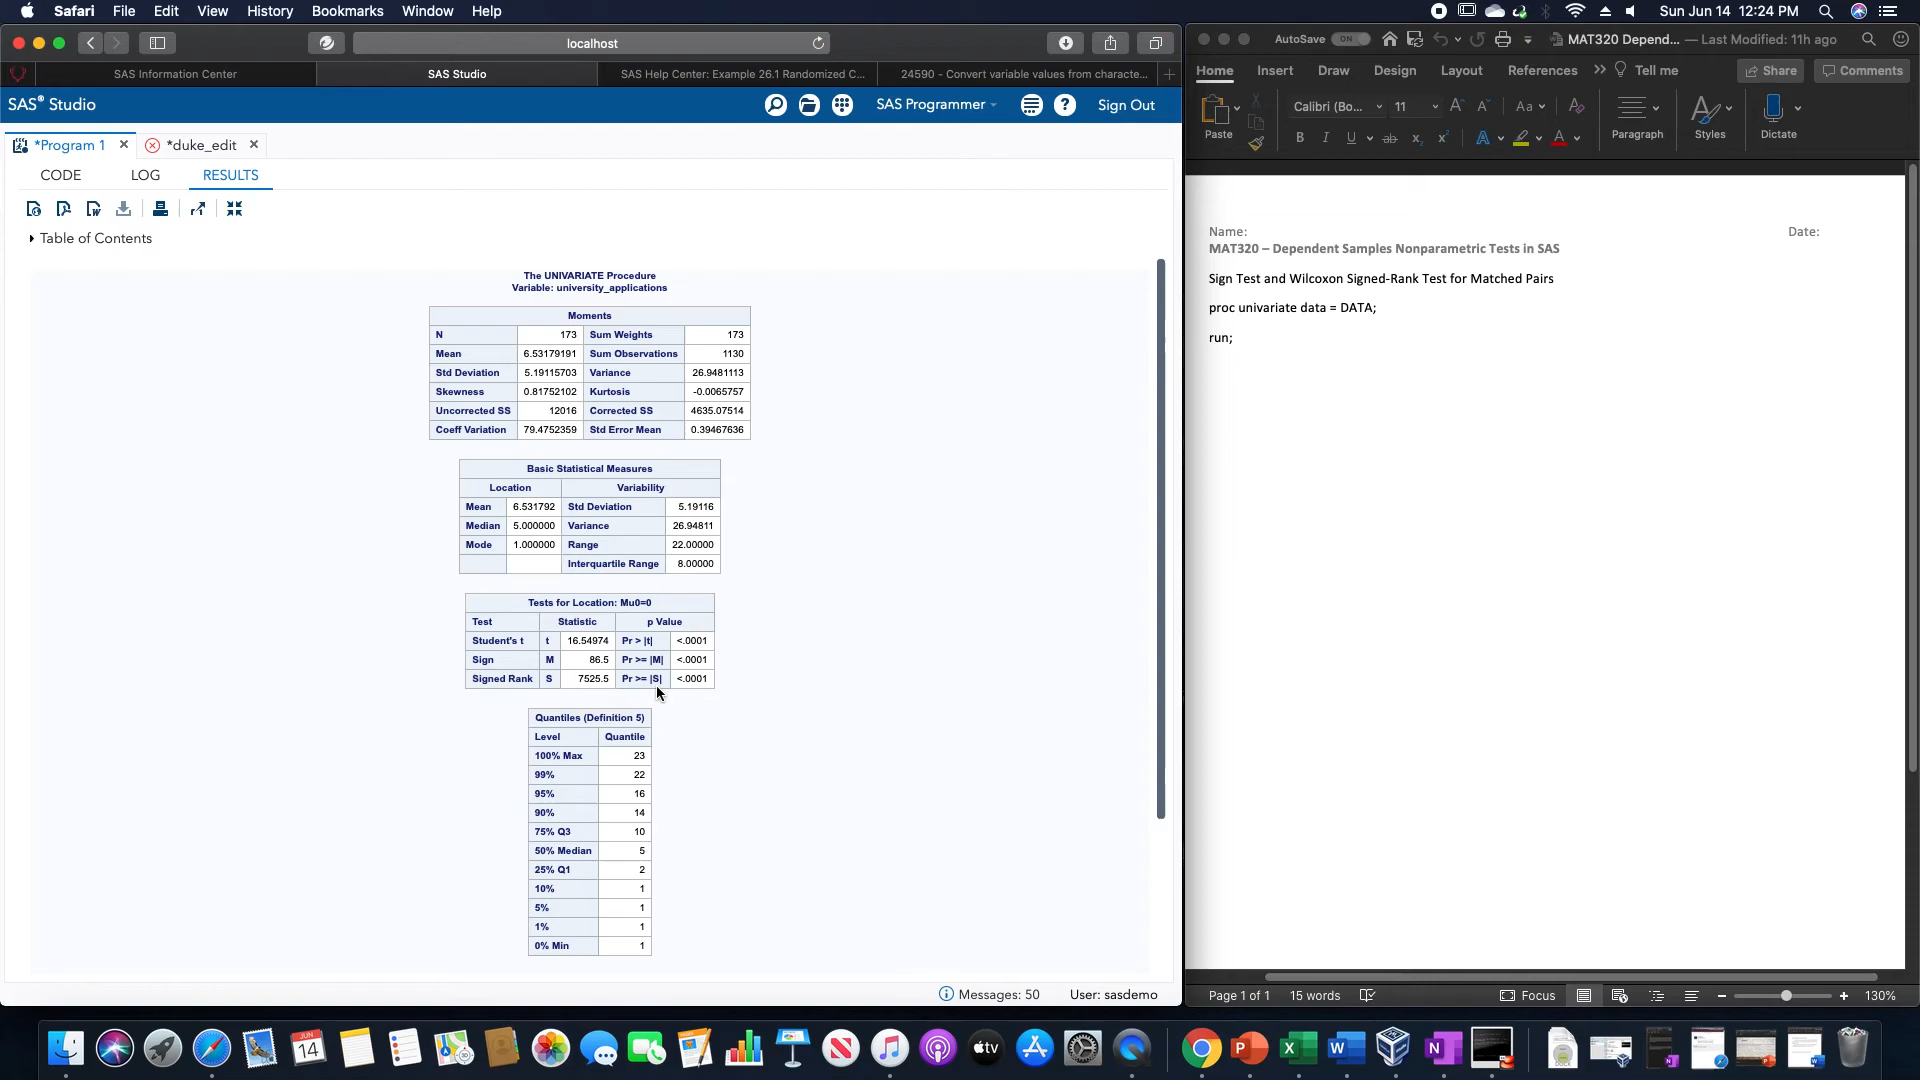 Safari File Edit View History Bookmarks Window Help Sun Jun 14 12:24 PM
localhost
SAS Information Center SAS Studio SAS Help Center: Example 26.1 Randomized C... 24590 - Convert variable values from characte...
SAS® Studio SAS Programmer Sign Out
*Program 1 *duke_edit
CODE LOG RESULTS
Table of Contents
The UNIVARIATE Procedure
Variable: university_applications
Moments
N 173 Sum Weights 173
Mean 6.53179191 Sum Observations 1130
Std Deviation 5.19115703 Variance 26.9481113
Skewness 0.81752102 Kurtosis -0.0065757
Uncorrected SS 12016 Corrected SS 4635.07514
Coeff Variation 79.4752359 Std Error Mean 0.39467636
Basic Statistical Measures
Location Variability
Mean 6.531792 Std Deviation 5.19116
Median 5.000000 Variance 26.94811
Mode 1.000000 Range 22.00000
Interquartile Range 8.00000
Tests for Location: Mu0=0
Test Statistic p Value
Student's t t 16.54974 Pr > |t| <.0001
Sign M 86.5 Pr >= |M| <.0001
Signed Rank S 7525.5 Pr >= |S| <.0001
Quantiles (Definition 5)
Level Quantile
100% Max 23
99% 22
95% 16
90% 14
75% Q3 10
50% Median 5
25% Q1 2
10% 1
5% 1
1% 1
0% Min 1
Messages: 50 User: sasdemo
AutoSave ON MAT320 Depend... — Last Modified: 11h ago
Home Insert Draw Design Layout References Tell me Share Comments
Calibri (Bo... 11
Paste Paragraph Styles Dictate
Name: Date:
MAT320 – Dependent Samples Nonparametric Tests in SAS
Sign Test and Wilcoxon Signed-Rank Test for Matched Pairs
proc univariate data = DATA;
run;
Page 1 of 1 15 words Focus 130%
JUN
14
tv